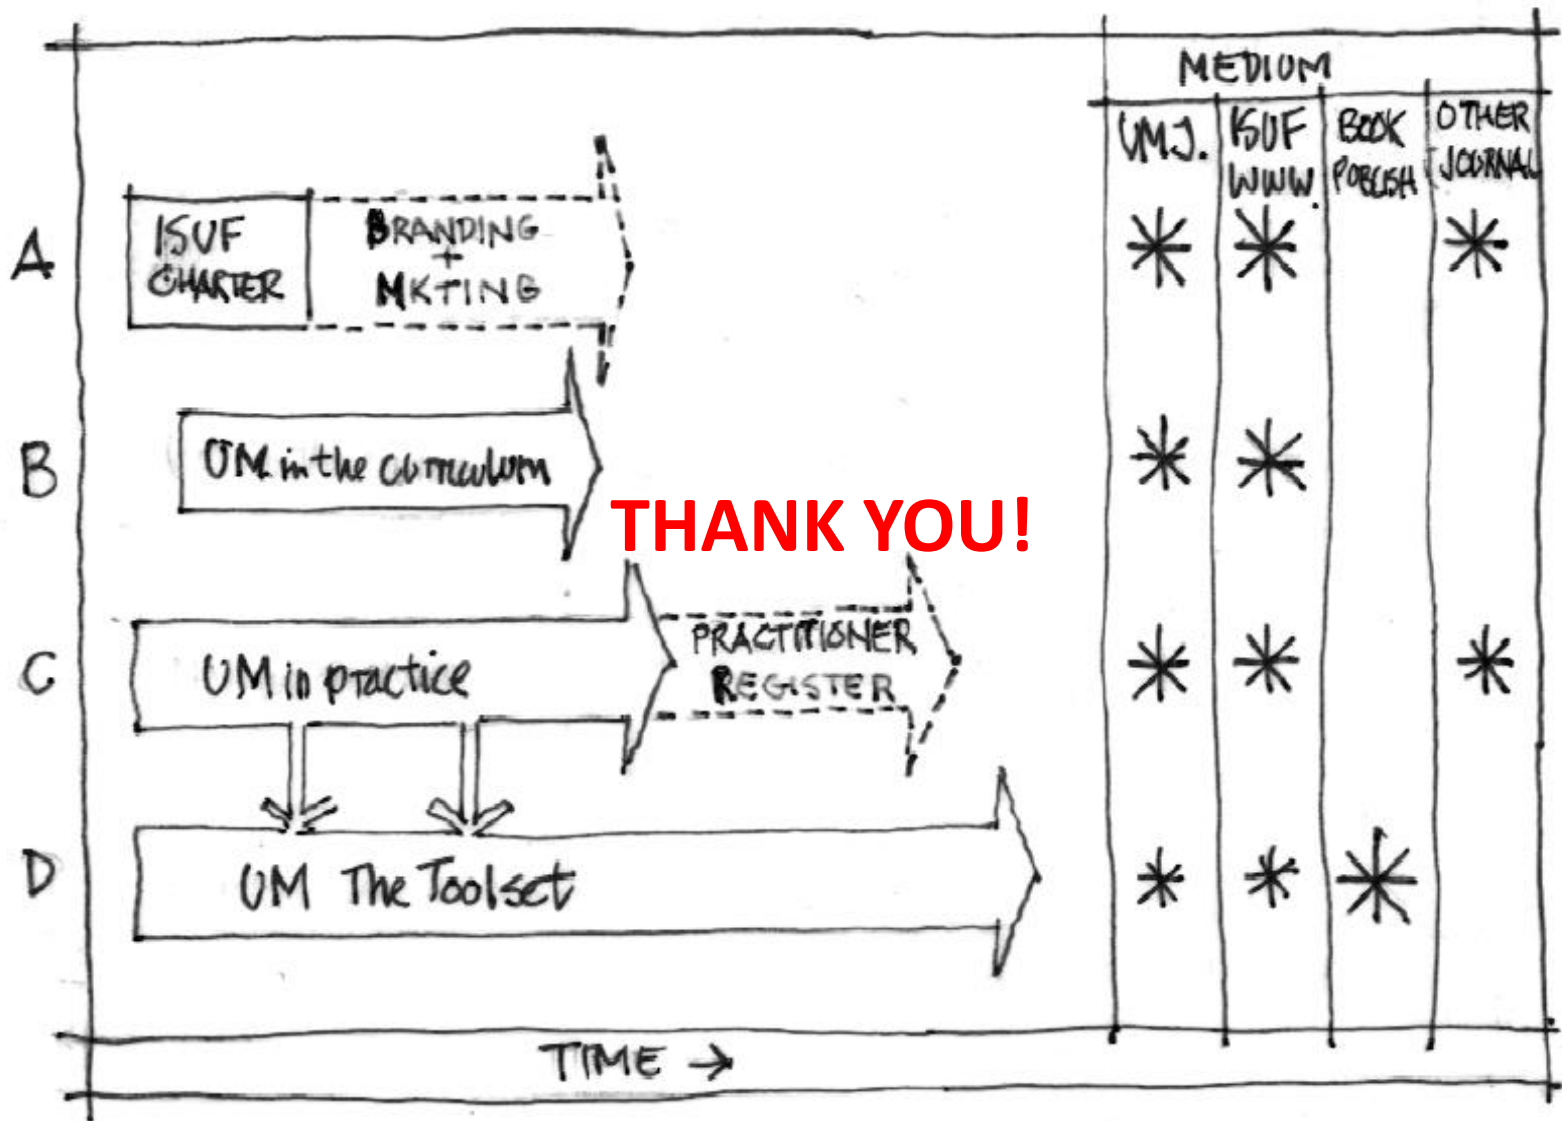 MEDIUM
UMJ.
ISUF
WWW.
BOOK
PUBLISH
OTHER
JOURNAL
A
ISUF
CHARTER
BRANDING
+
MKTING
B
UM in the curriculum
THANK YOU!
C
UM in practice
PRACTITIONER
REGISTER
D
UM The Toolset
TIME →